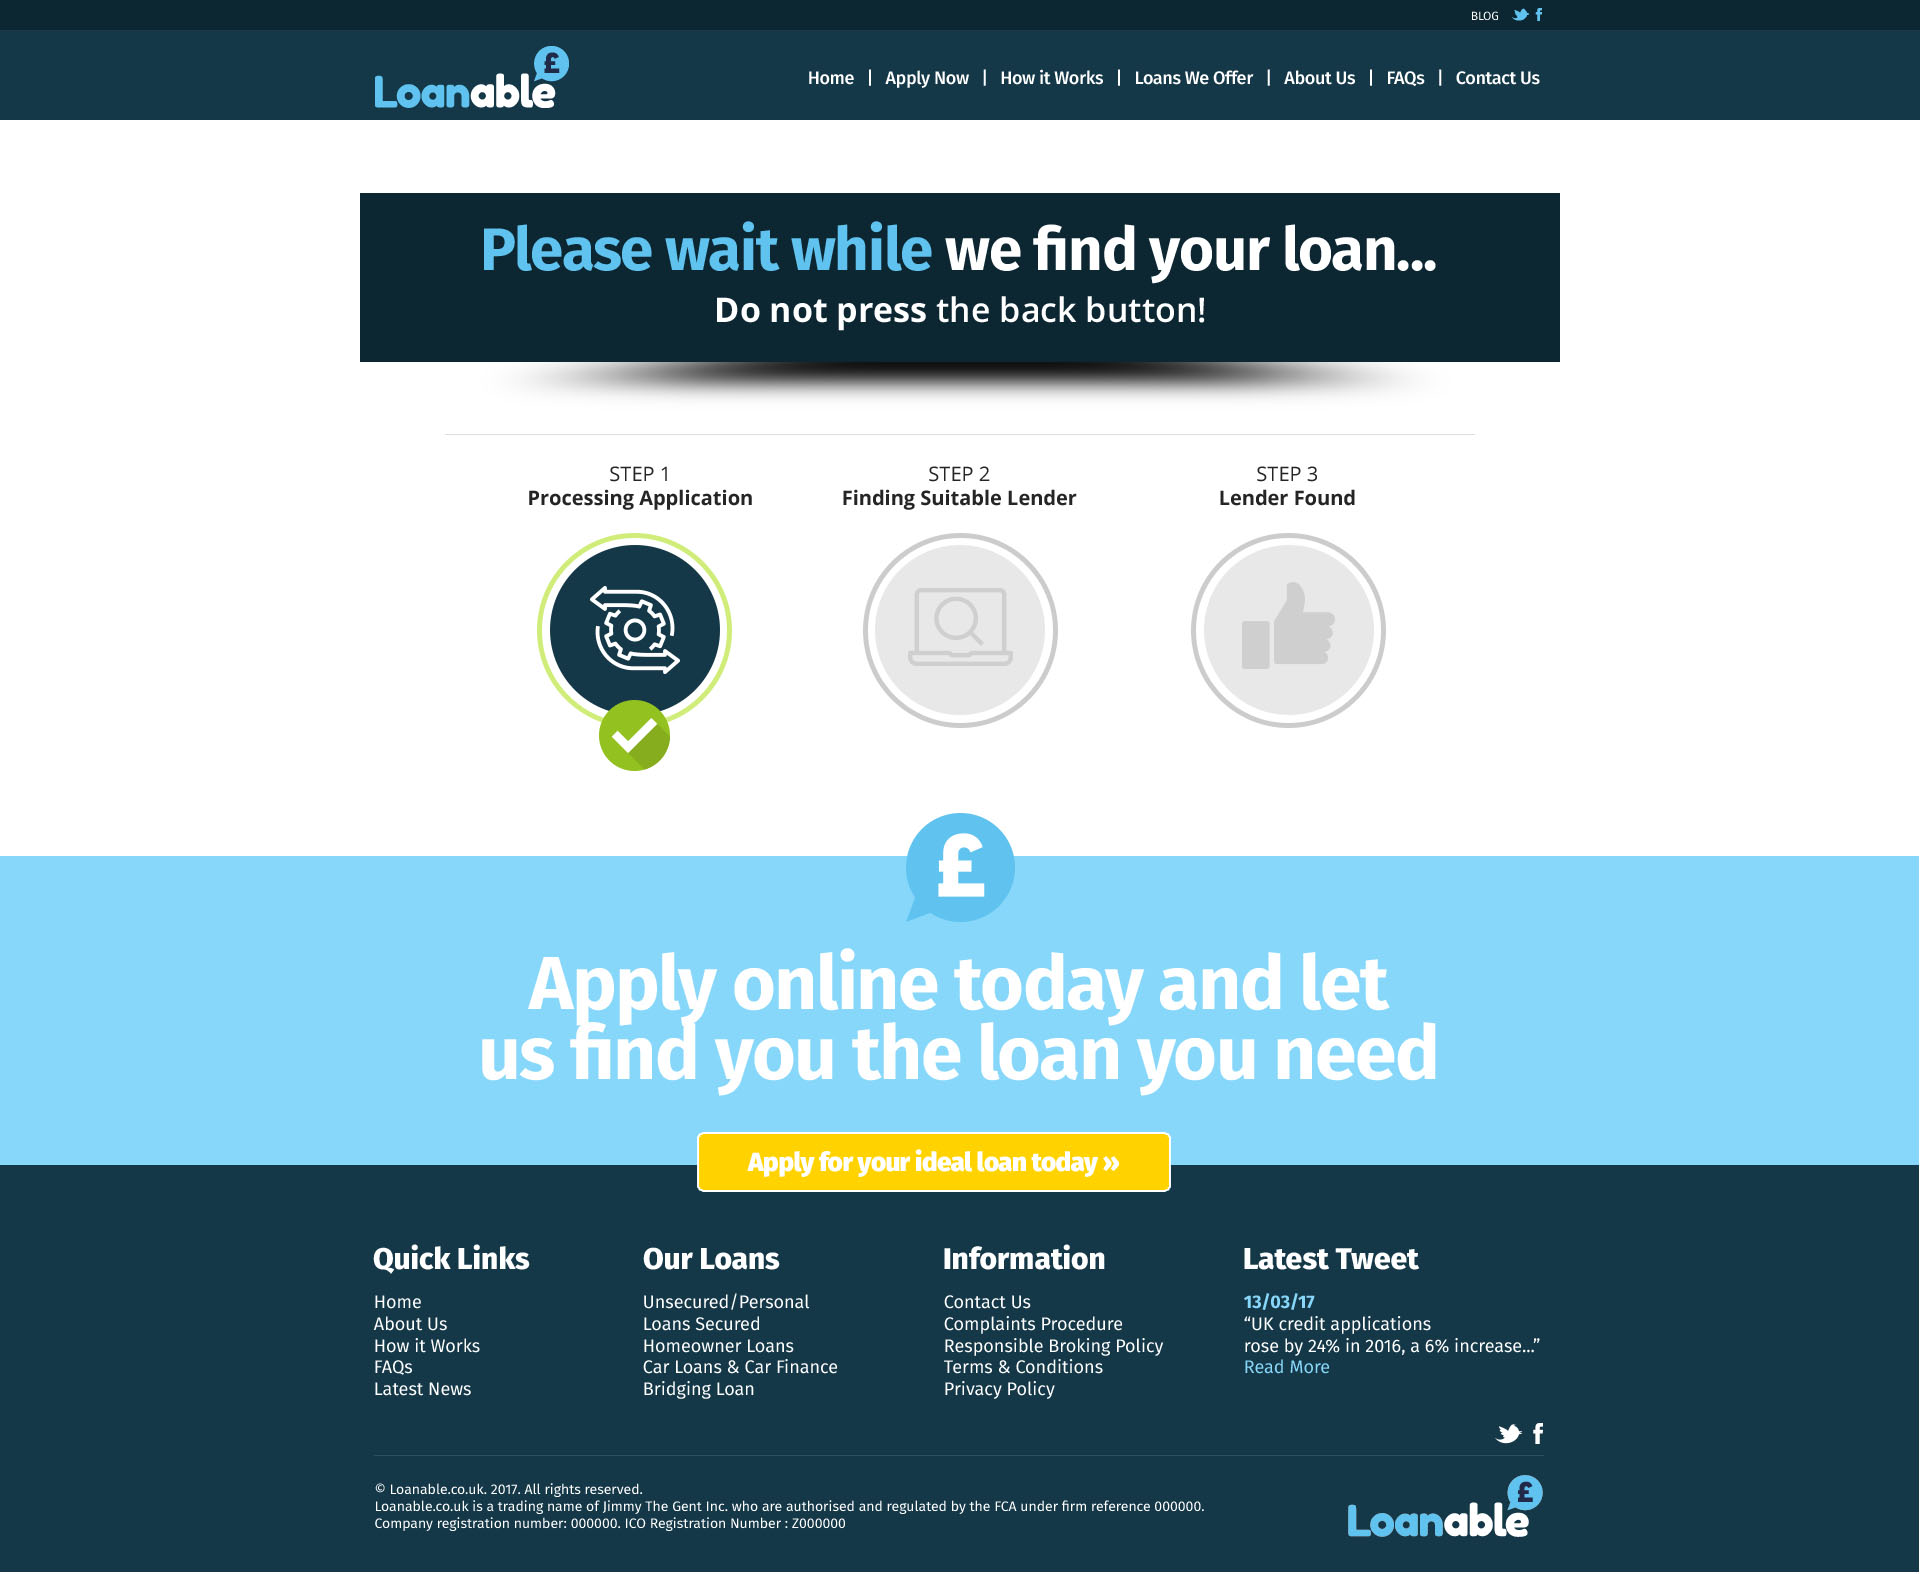 BLOG
Loanable £
Home | Apply Now | How it Works | Loans We Offer | About Us | FAQs | Contact Us
Please wait while we find your loan...
Do not press the back button!
STEP 1
Processing Application
STEP 2
Finding Suitable Lender
STEP 3
Lender Found
£
Apply online today and let
us find you the loan you need
Apply for your ideal loan today »
Quick Links
Home
About Us
How it Works
FAQs
Latest News
Our Loans
Unsecured/Personal
Loans Secured
Homeowner Loans
Car Loans & Car Finance
Bridging Loan
Information
Contact Us
Complaints Procedure
Responsible Broking Policy
Terms & Conditions
Privacy Policy
Latest Tweet
13/03/17
“UK credit applications
rose by 24% in 2016, a 6% increase...”
Read More
© Loanable.co.uk. 2017. All rights reserved.
Loanable.co.uk is a trading name of Jimmy The Gent Inc. who are authorised and regulated by the FCA under firm reference 000000.
Company registration number: 000000. ICO Registration Number : Z000000
Loanable £